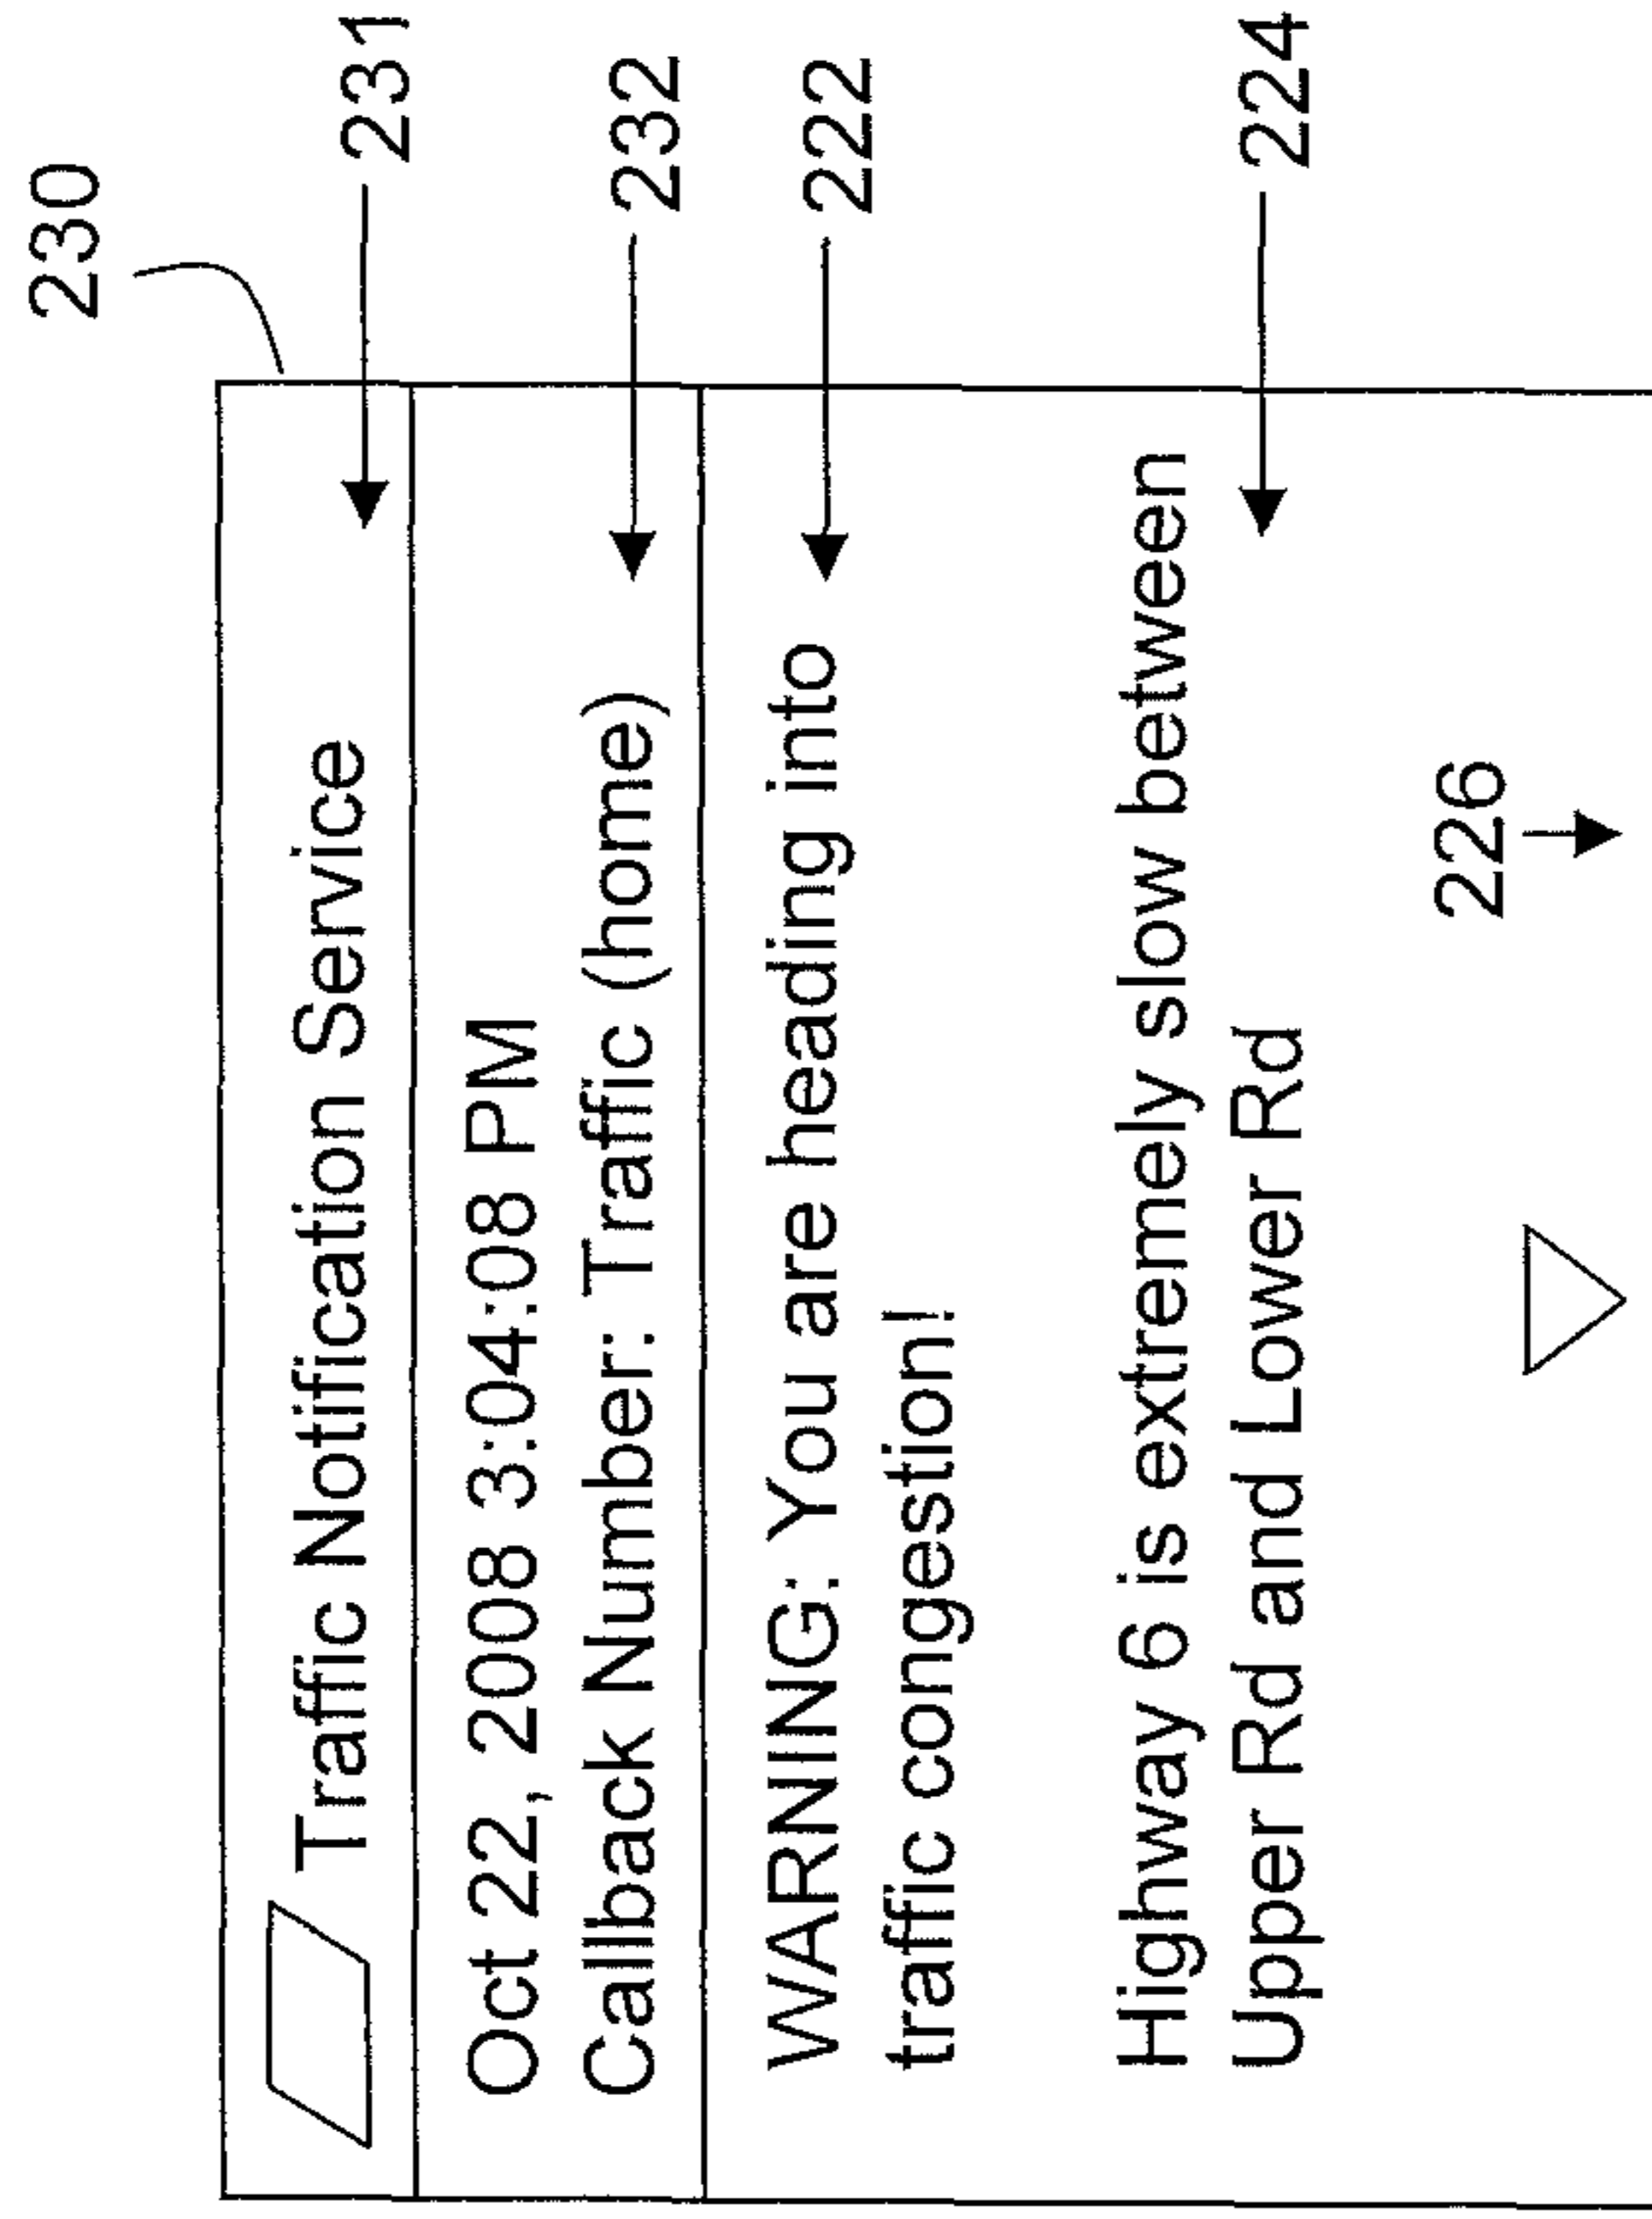 230
Traffic Notification Service
231
Oct 22, 2008 3:04:08 PM
Callback Number: Traffic (home)
232
WARNING: You are heading into
222
traffic congestion!
Highway 6 is extremely slow between
Upper Rd and Lower Rd
224
226